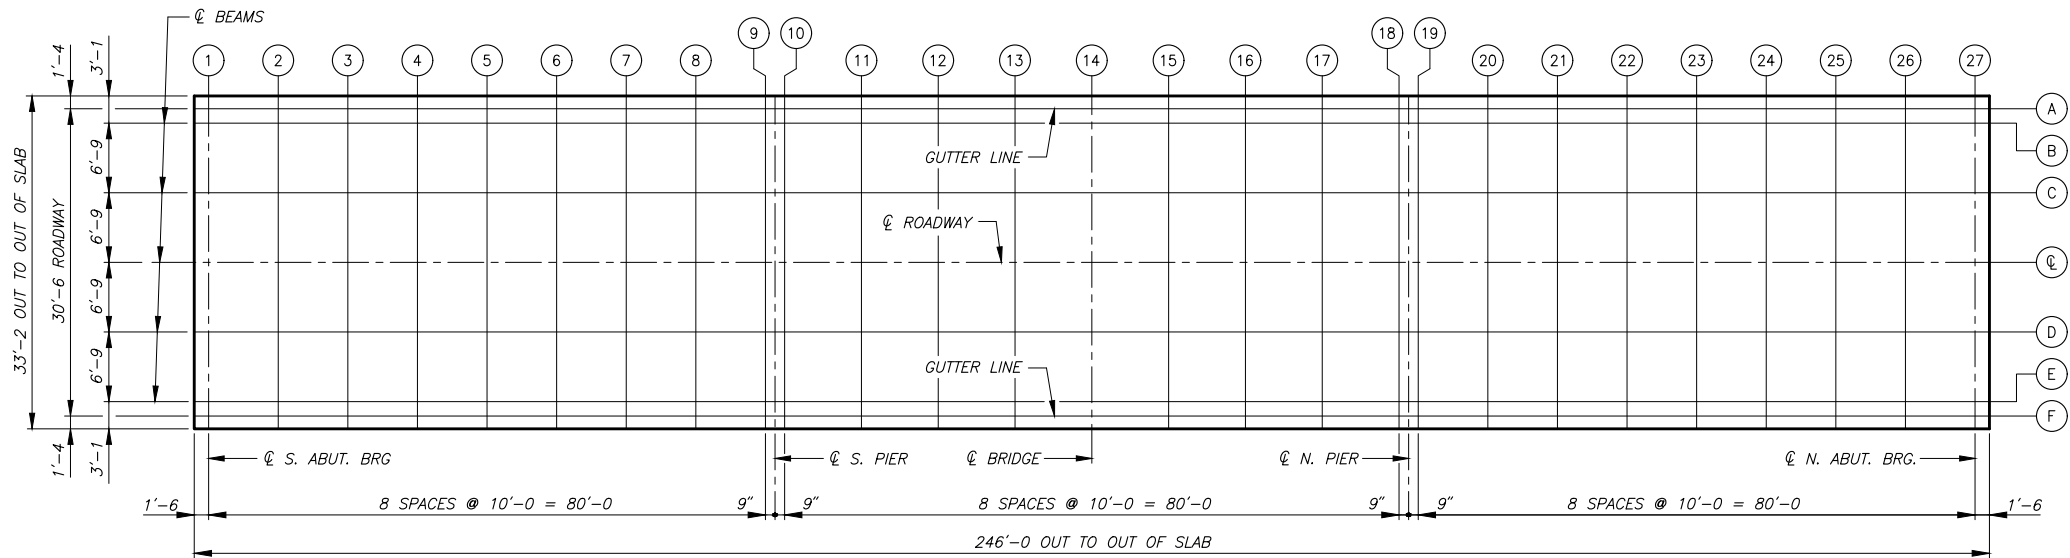 ℄ BEAMS
9 10 18 19
1 2 3 4 5 6 7 8 11 12 13 14 15 16 17 20 21 22 23 24 25 26 27
1'-4
3'-1
A
B
C
℄
D
E
F
GUTTER LINE
℄ ROADWAY
GUTTER LINE
33'-2 OUT TO OUT OF SLAB
30'-6 ROADWAY
6'-9
6'-9
6'-9
6'-9
1'-4
3'-1
℄ S. ABUT. BRG
℄ S. PIER
℄ BRIDGE
℄ N. PIER
℄ N. ABUT. BRG.
1'-6
8 SPACES @ 10'-0 = 80'-0
9"
9"
8 SPACES @ 10'-0 = 80'-0
9"
9"
8 SPACES @ 10'-0 = 80'-0
1'-6
246'-0 OUT TO OUT OF SLAB